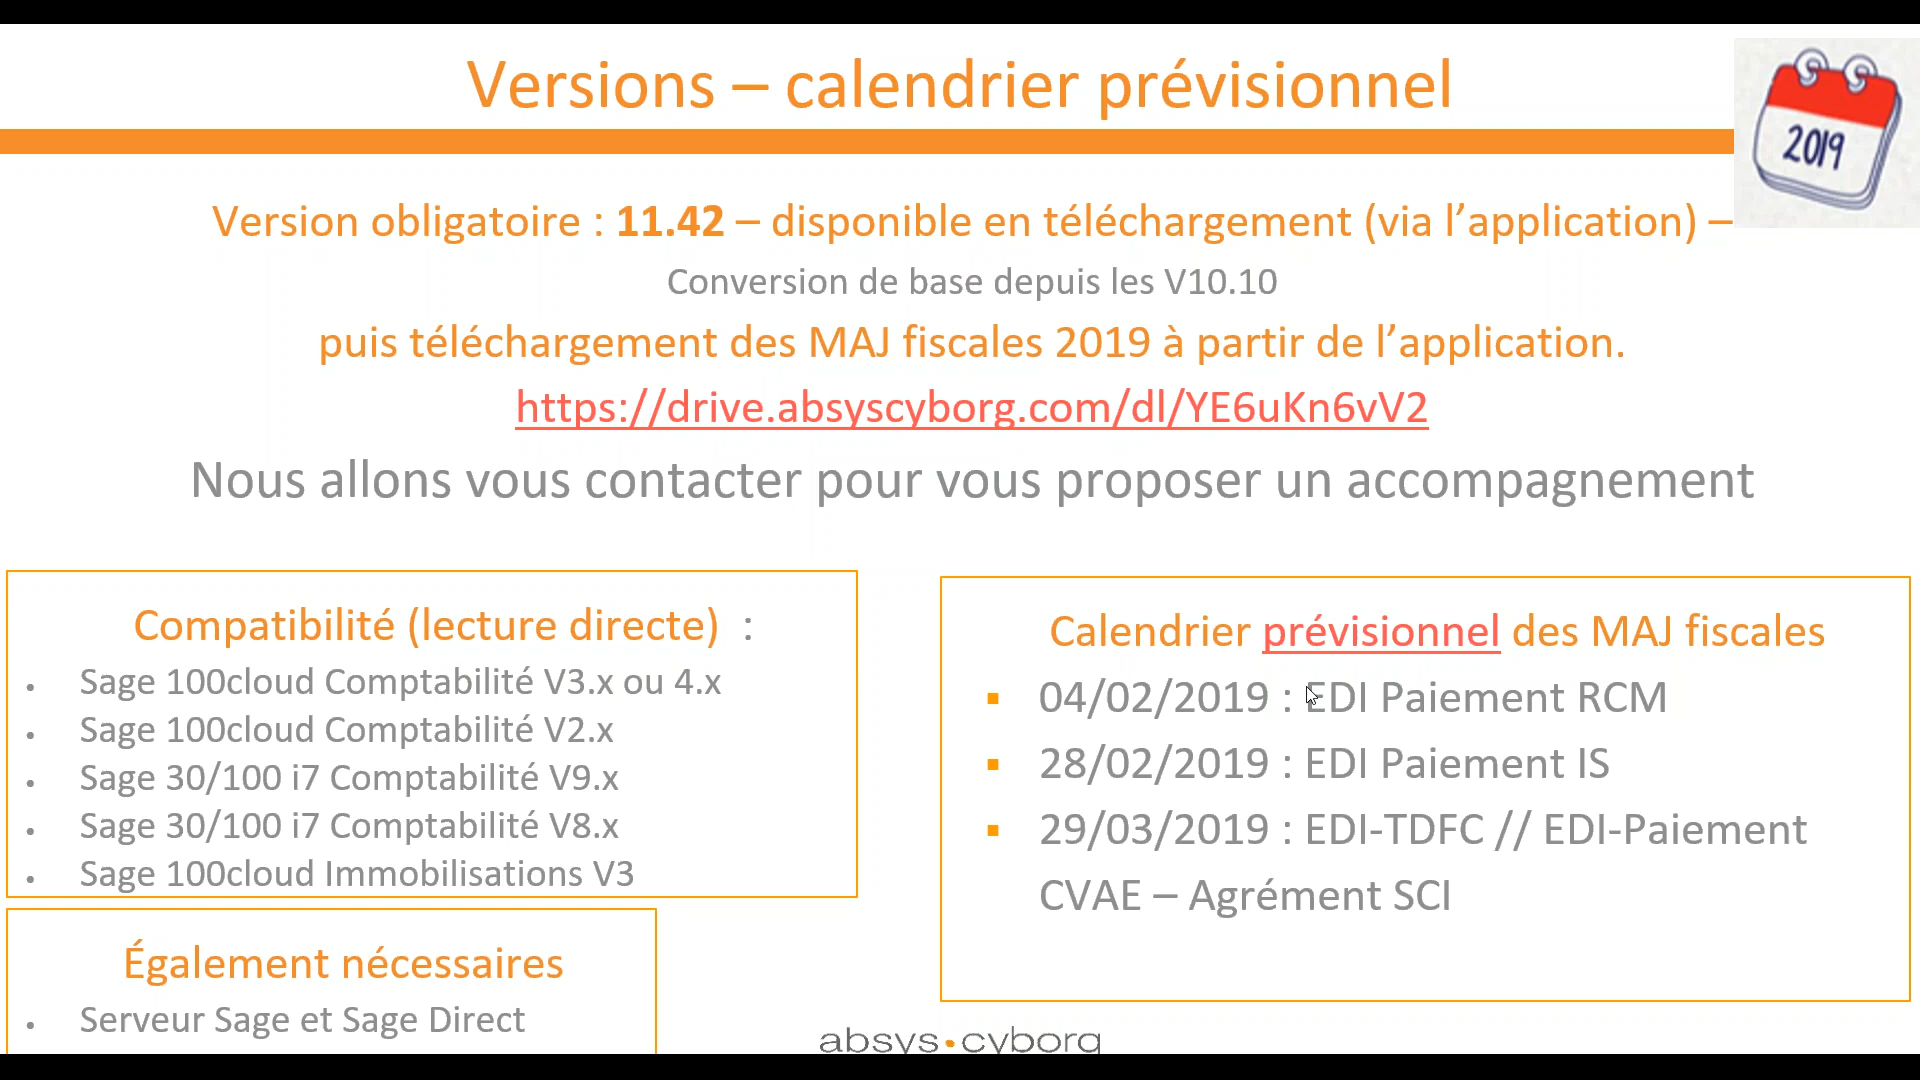 Versions – calendrier prévisionnel
2019
Version obligatoire : 11.42 – disponible en téléchargement (via l’application) –
Conversion de base depuis les V10.10
puis téléchargement des MAJ fiscales 2019 à partir de l’application.
https://drive.absyscyborg.com/dl/YE6uKn6vV2
Nous allons vous contacter pour vous proposer un accompagnement
Compatibilité (lecture directe) :
• Sage 100cloud Comptabilité V3.x ou 4.x
• Sage 100cloud Comptabilité V2.x
• Sage 30/100 i7 Comptabilité V9.x
• Sage 30/100 i7 Comptabilité V8.x
• Sage 100cloud Immobilisations V3
Également nécessaires
• Serveur Sage et Sage Direct
Calendrier prévisionnel des MAJ fiscales
▪ 04/02/2019 : EDI Paiement RCM
▪ 28/02/2019 : EDI Paiement IS
▪ 29/03/2019 : EDI-TDFC // EDI-Paiement
CVAE – Agrément SCI
absys•cyborg